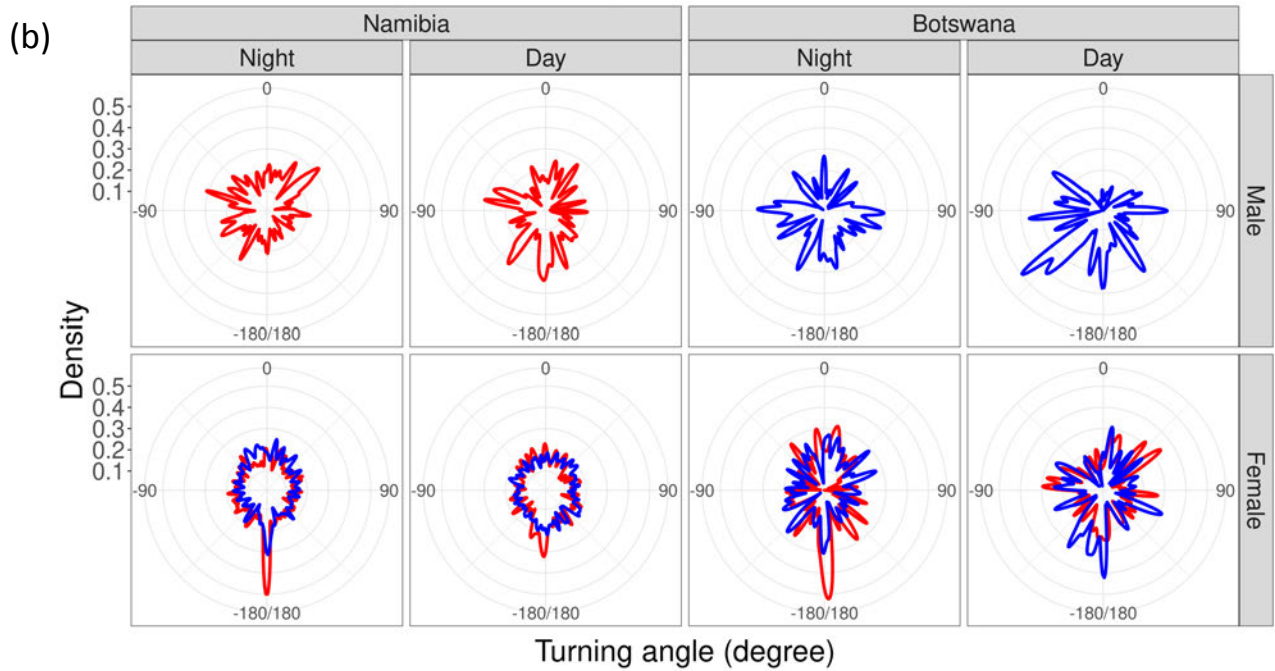 (b)
Namibia Botswana
Night Day Night Day
0 0 0 0
0.5
0.4
0.3
0.2
0.1
-90 90 -90 90 -90 90 -90 90
Male
-180/180 -180/180 -180/180 -180/180
Density
0 0 0 0
0.5
0.4
0.3
0.2
0.1
-90 90 -90 90 -90 90 -90 90
Female
-180/180 -180/180 -180/180 -180/180
Turning angle (degree)